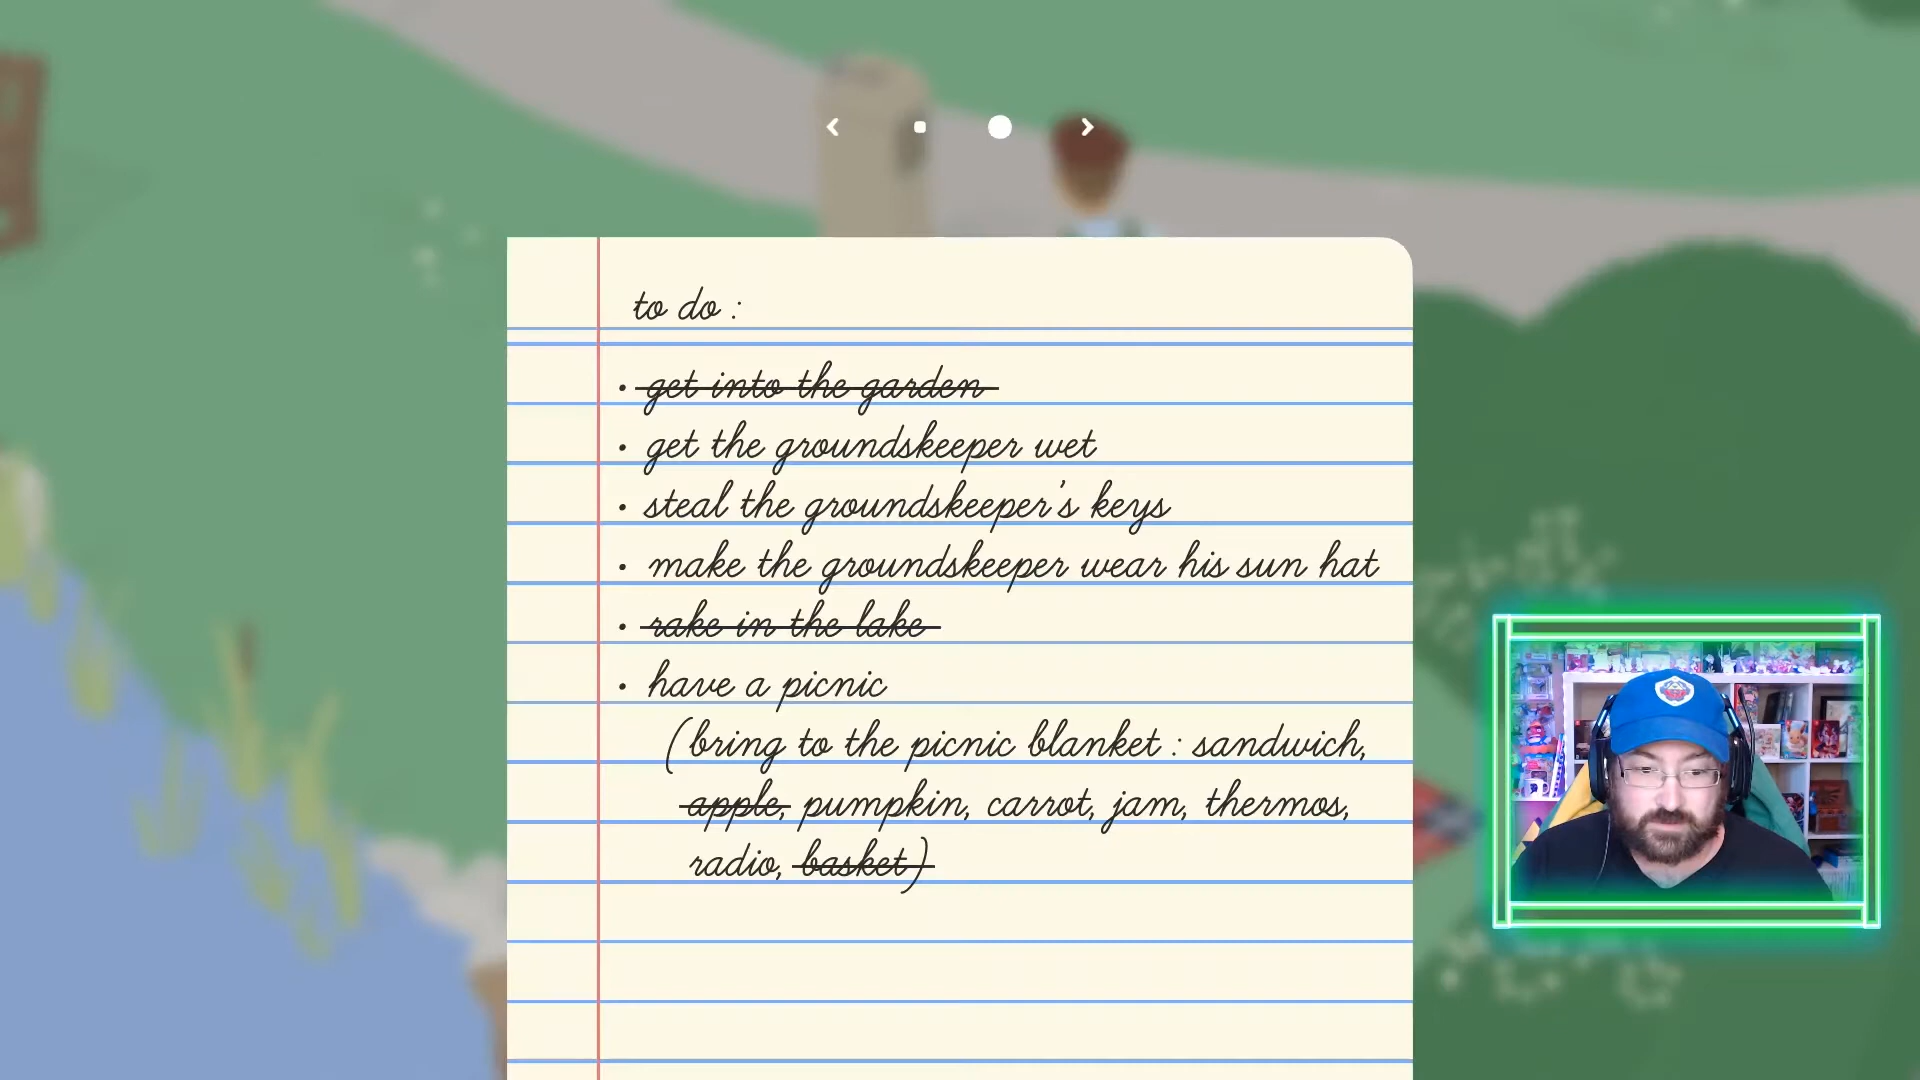 to do :
• get into the garden
• get the groundskeeper wet
• steal the groundskeeper's keys
• make the groundskeeper wear his sun hat
• rake in the lake
• have a picnic
(bring to the picnic blanket : sandwich,
apple, pumpkin, carrot, jam, thermos,
radio, basket)